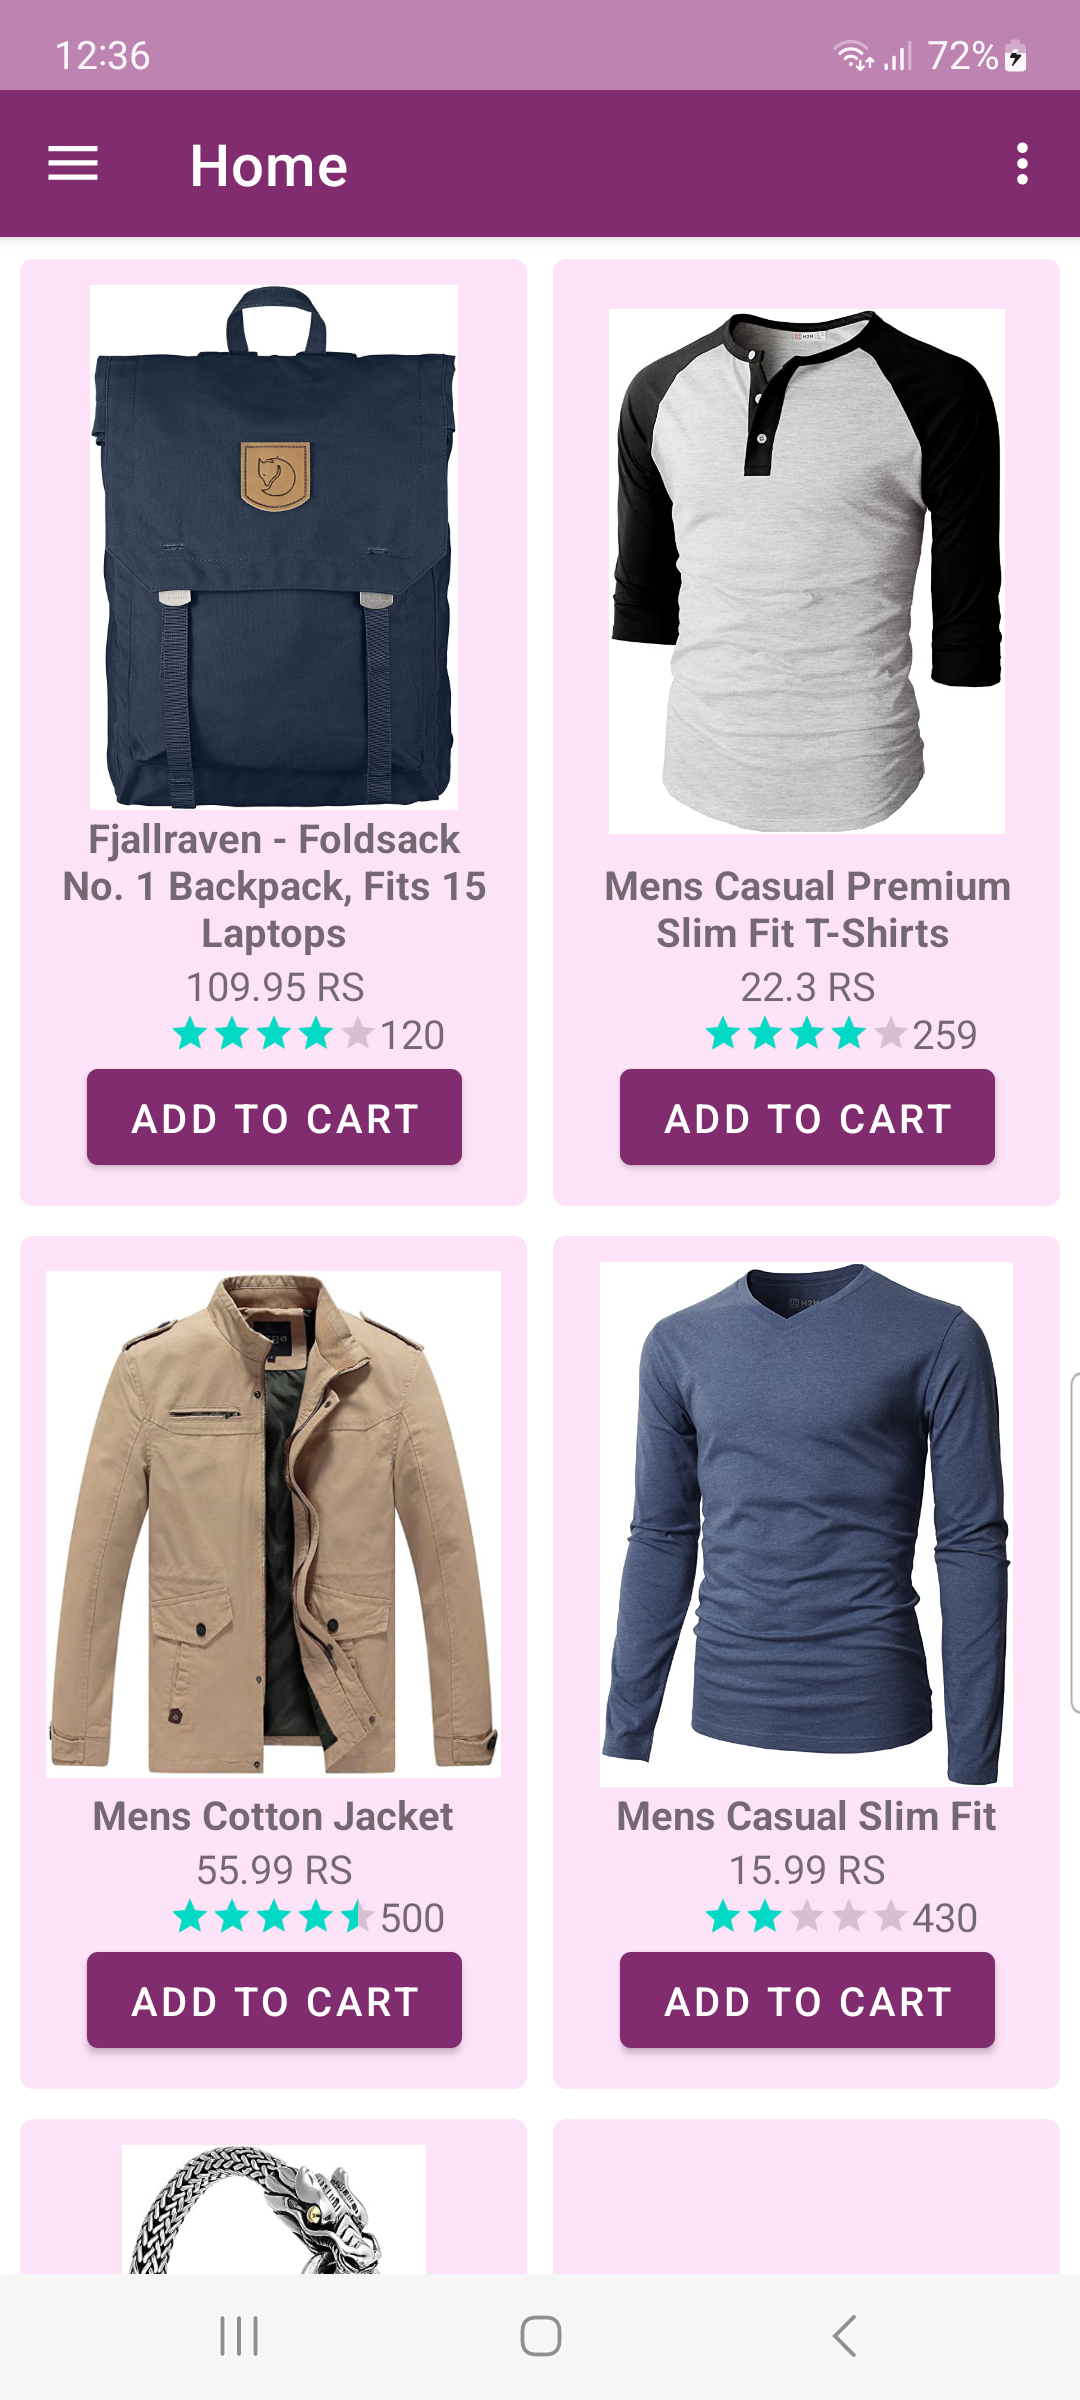 12:36
72%
Home
Fjallraven - Foldsack
No. 1 Backpack, Fits 15
Laptops
109.95 RS
120
ADD TO CART
Mens Casual Premium
Slim Fit T-Shirts
22.3 RS
259
ADD TO CART
Mens Cotton Jacket
55.99 RS
500
ADD TO CART
H2H
Mens Casual Slim Fit
15.99 RS
430
ADD TO CART